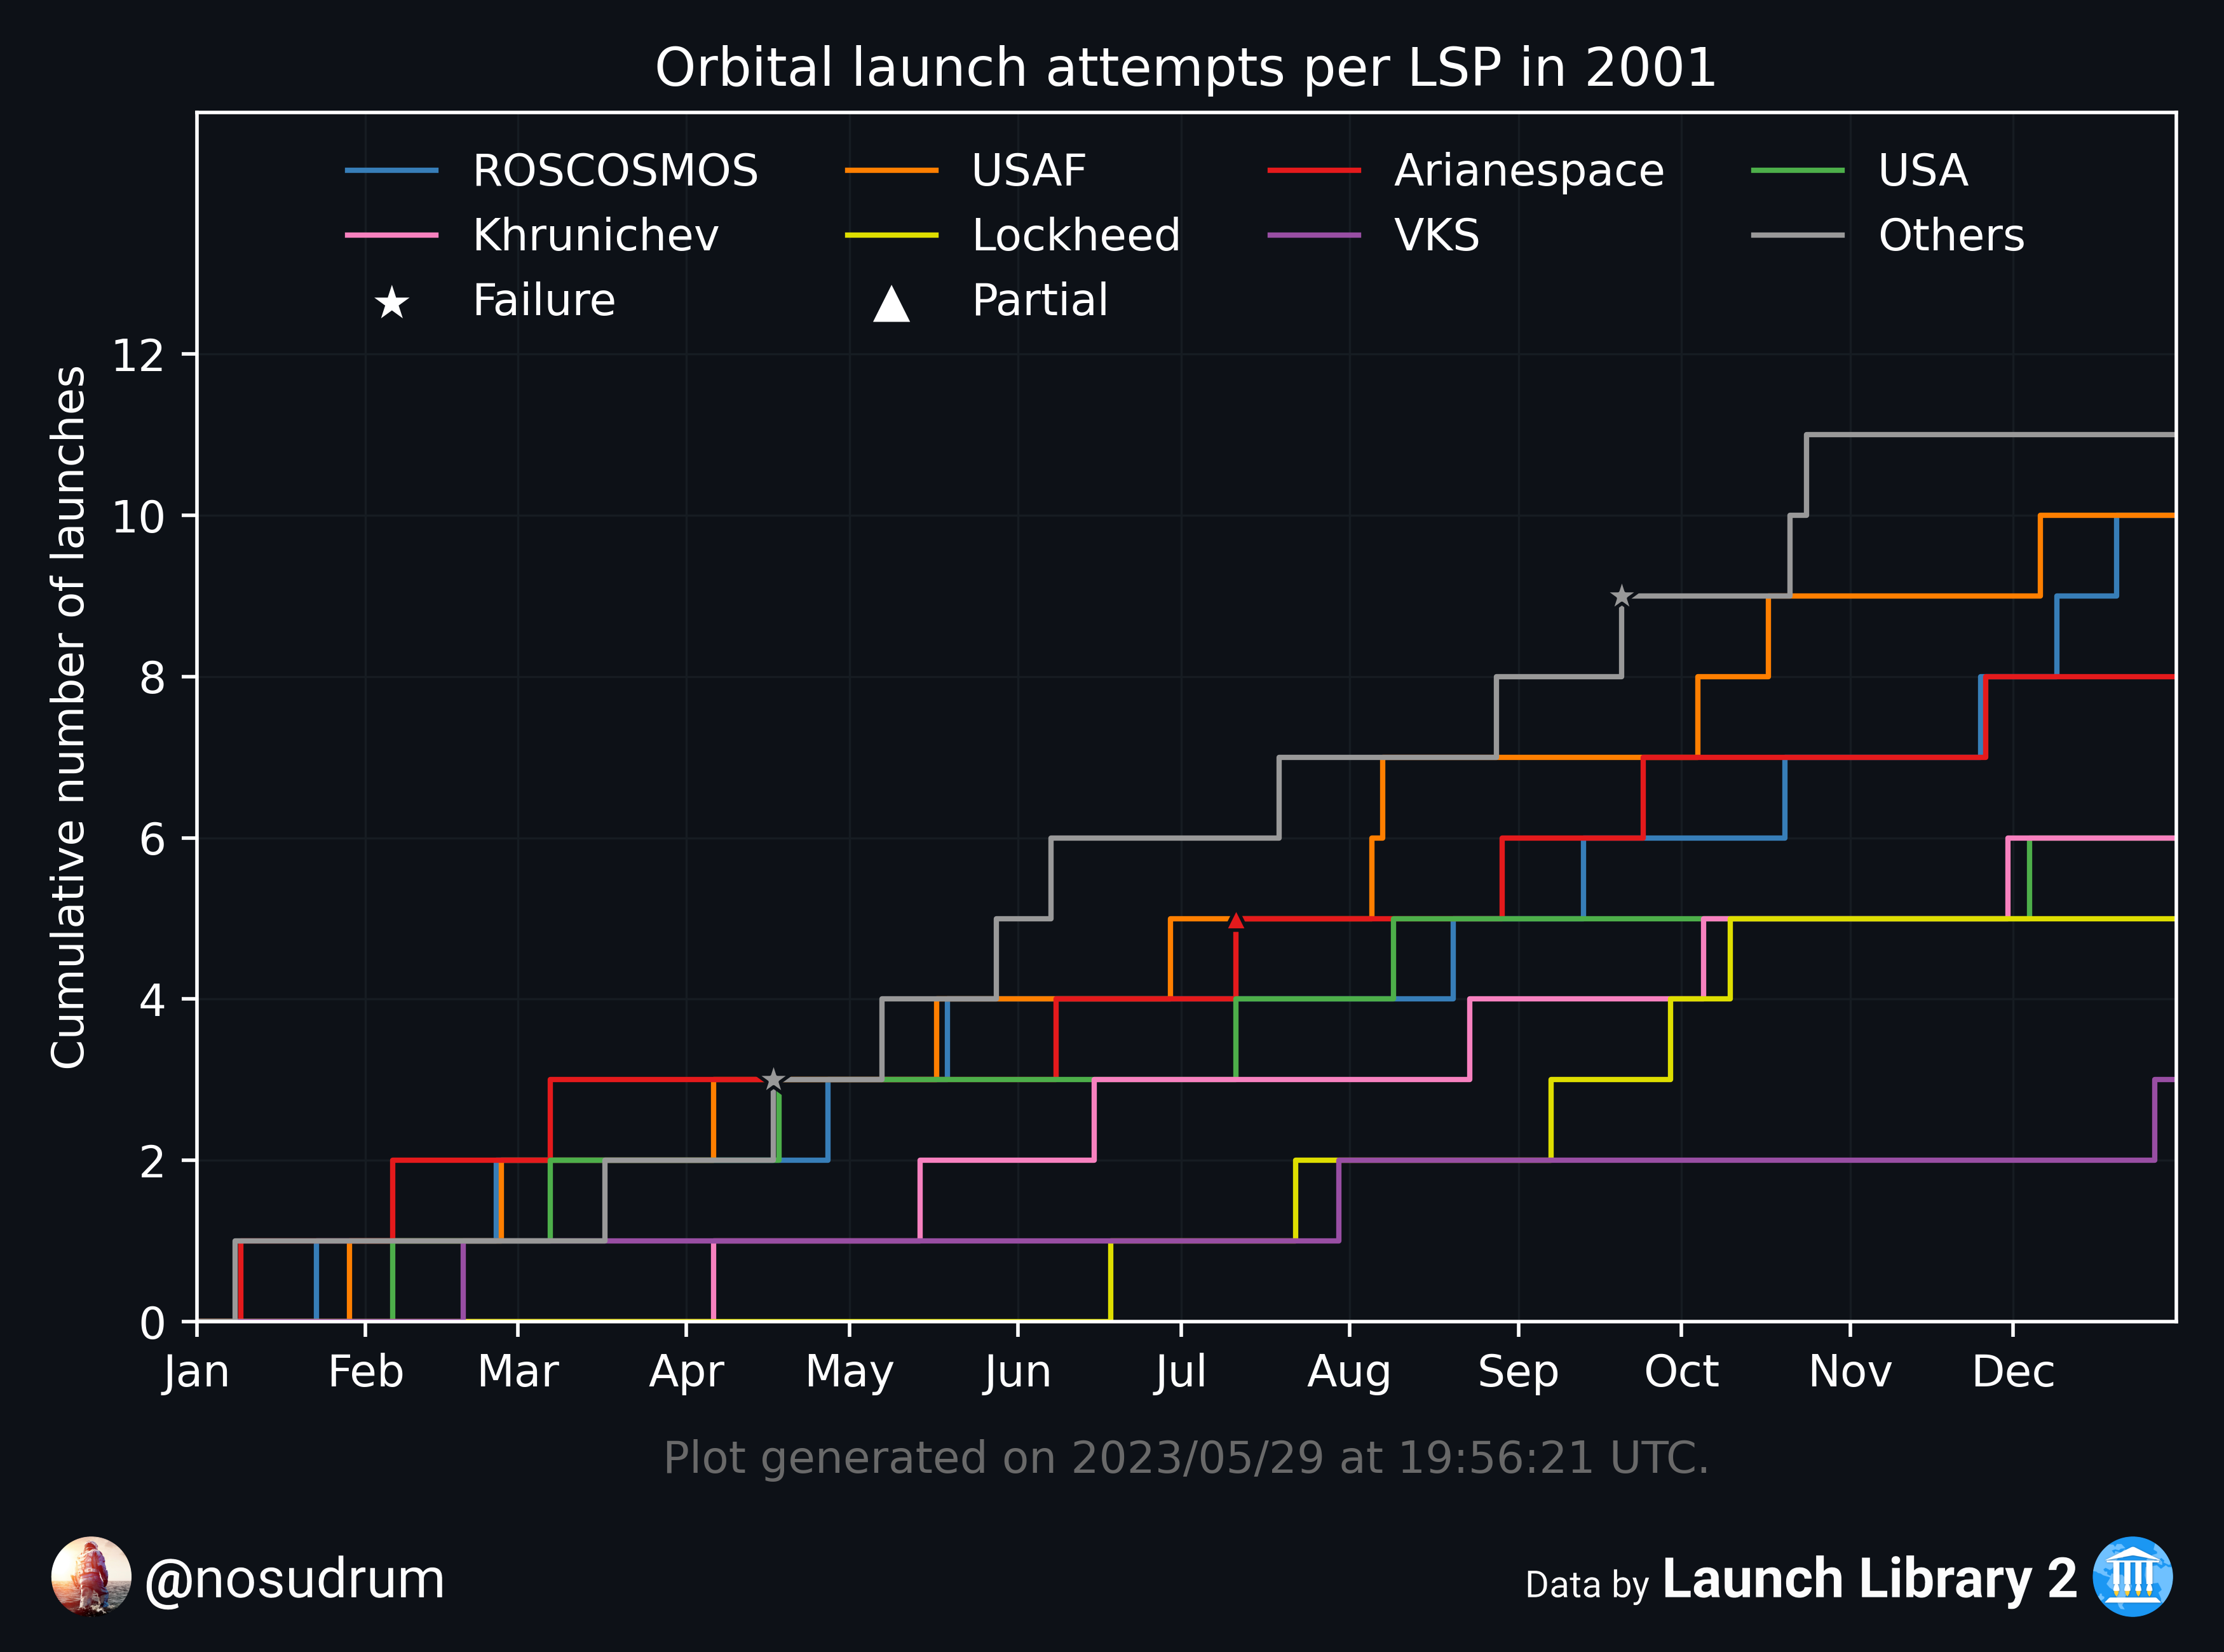 Orbital launch attempts per LSP in 2001
ROSCOSMOS USAF Arianespace USA
Khrunichev Lockheed VKS Others
Failure Partial
Cumulative number of launches
12
10
8
6
4
2
0
Jan Feb Mar Apr May Jun Jul Aug Sep Oct Nov Dec
Plot generated on 2023/05/29 at 19:56:21 UTC.
@nosudrum
Data by Launch Library 2